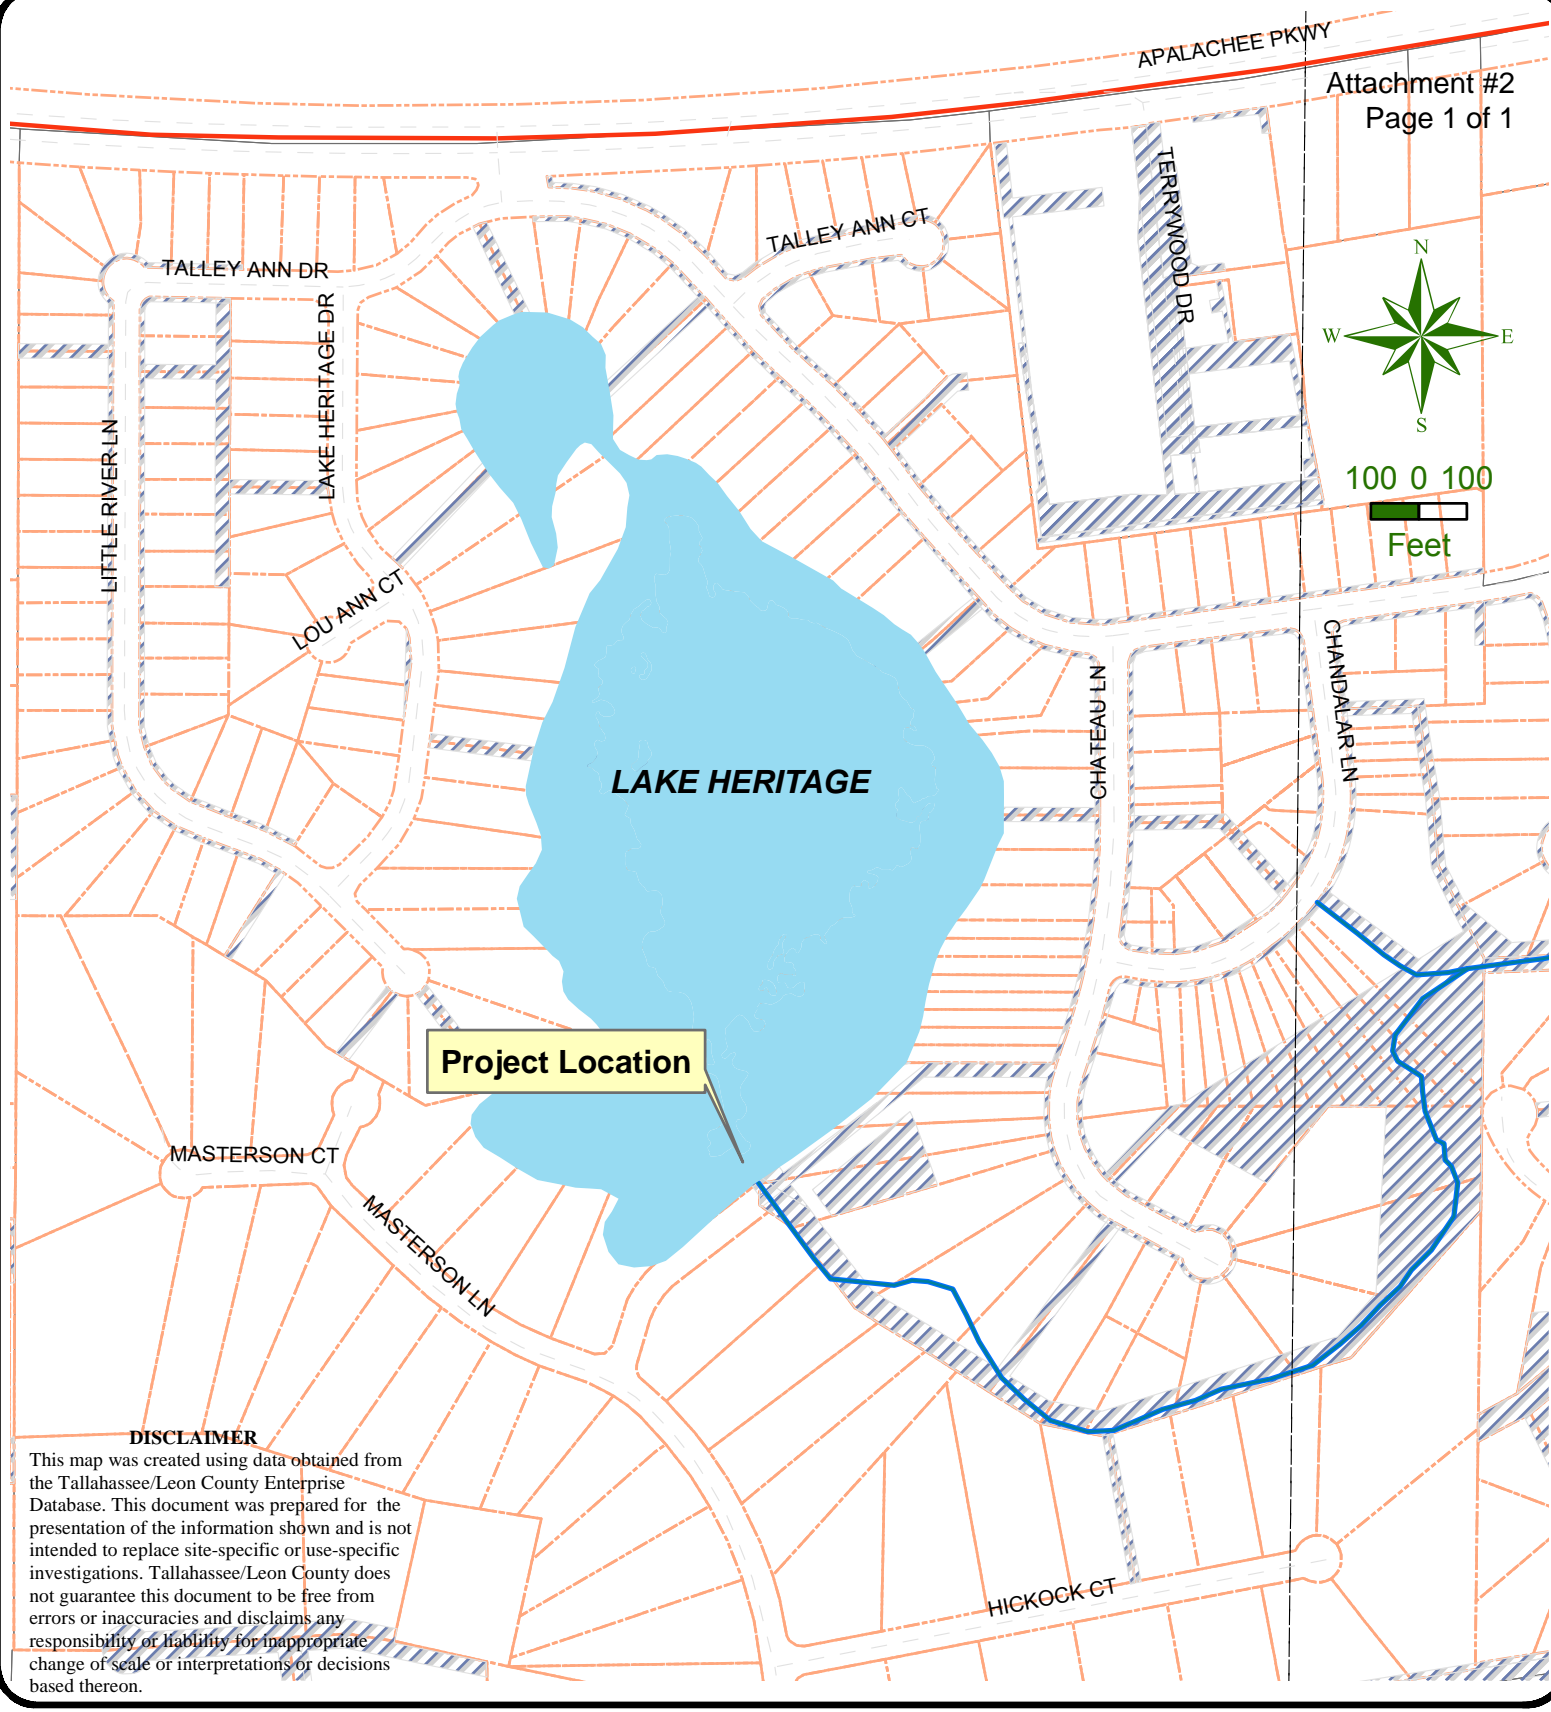 APALACHEE PKWY
Attachment #2
Page 1 of 1
TERRYWOOD DR
TALLEY ANN CT
TALLEY ANN DR
LAKE HERITAGE DR
LITTLE RIVER LN
N
W
E
S
100 0 100
Feet
LOU ANN CT
CHANDALAR LN
CHATEAU LN
LAKE HERITAGE
Project Location
MASTERSON CT
MASTERSON LN
HICKOCK CT
DISCLAIMER
This map was created using data obtained from
the Tallahassee/Leon County Enterprise
Database. This document was prepared for the
presentation of the information shown and is not
intended to replace site-specific or use-specific
investigations. Tallahassee/Leon County does
not guarantee this document to be free from
errors or inaccuracies and disclaims any
responsibility or liablility for inappropriate
change of scale or interpretations or decisions
based thereon.